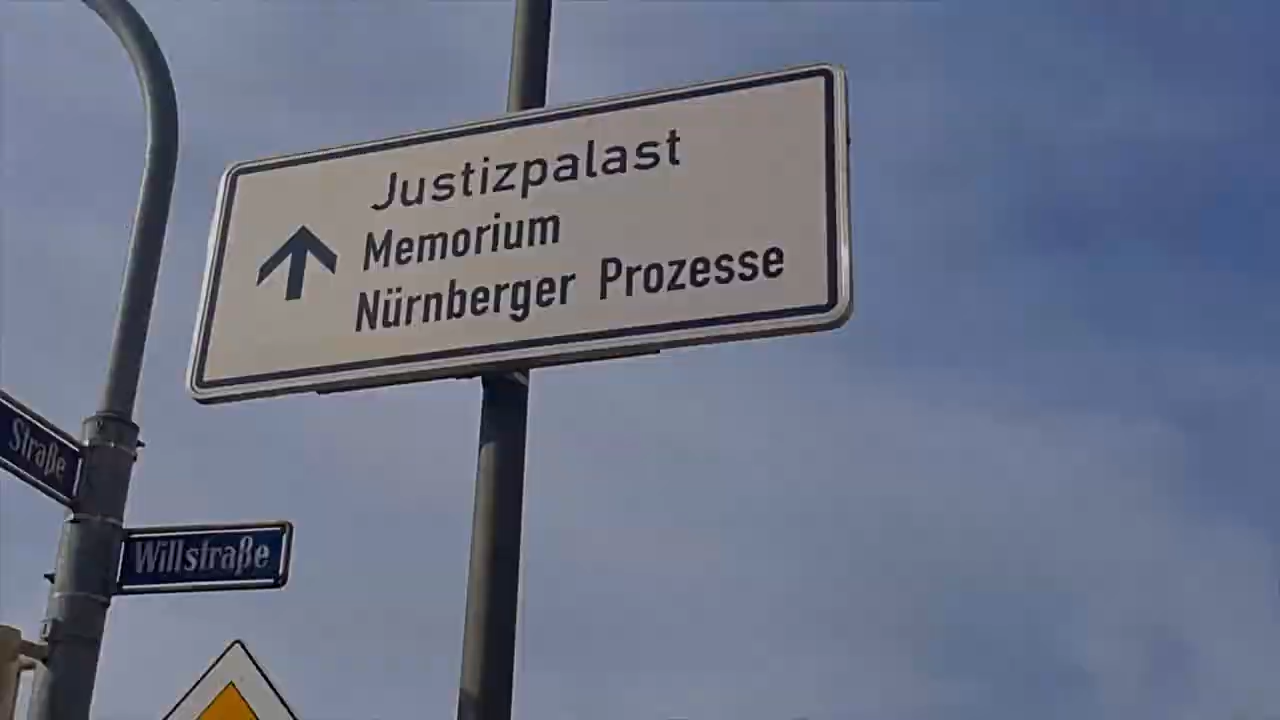 Justizpalast
Memorium
Nürnberger Prozesse
Straße
Willstraße